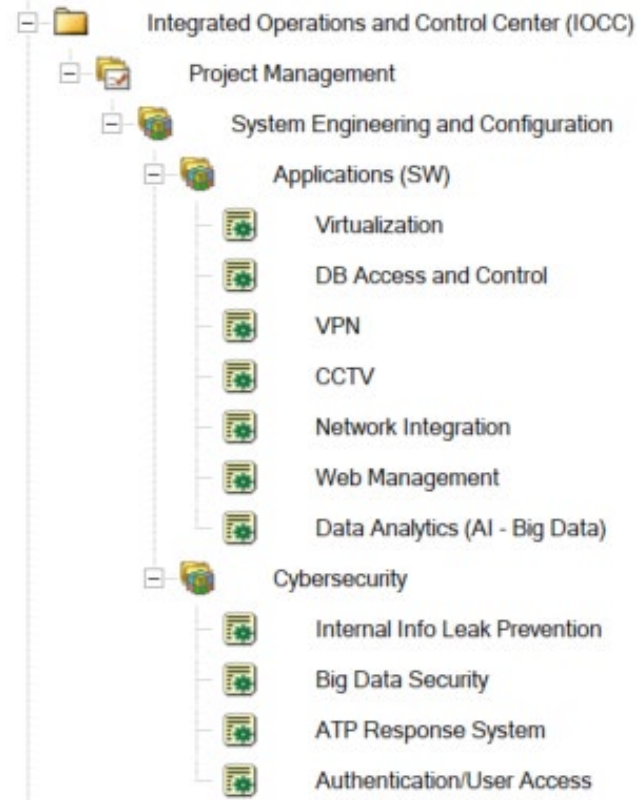 Integrated Operations and Control Center (IOCC)
Project Management
System Engineering and Configuration
Applications (SW)
Virtualization
DB Access and Control
VPN
CCTV
Network Integration
Web Management
Data Analytics (AI - Big Data)
Cybersecurity
Internal Info Leak Prevention
Big Data Security
ATP Response System
Authentication/User Access